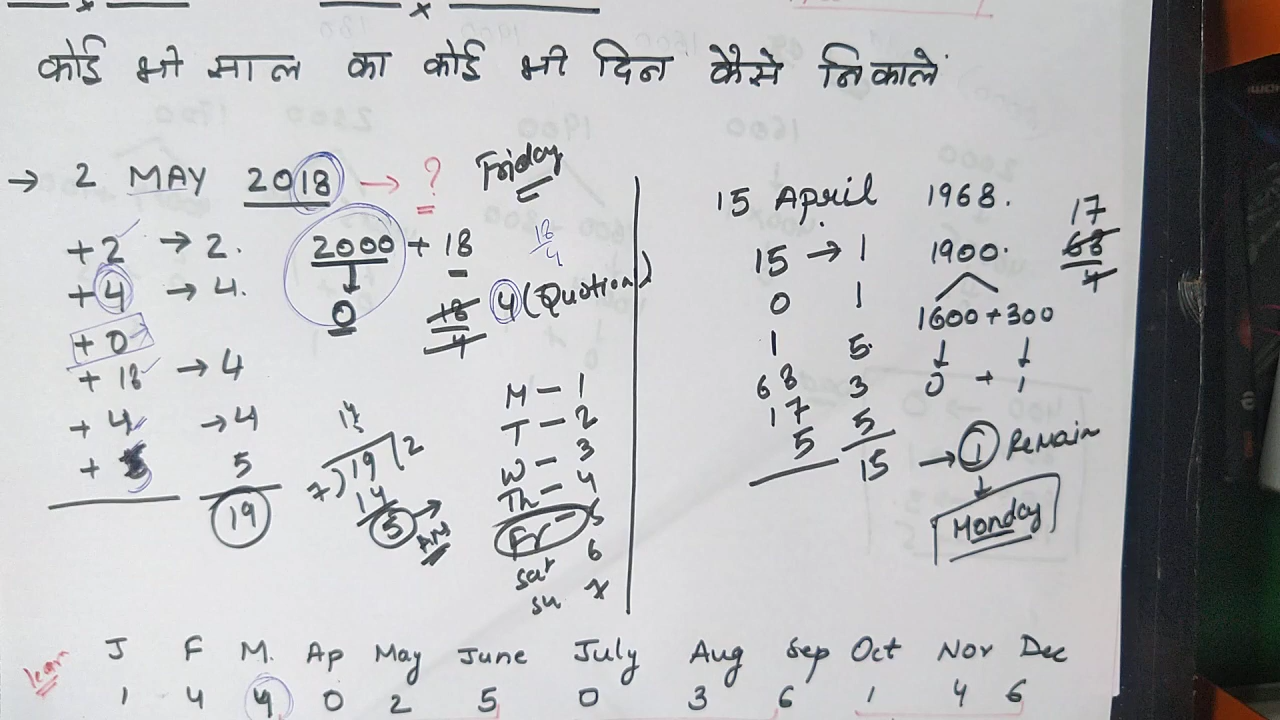 कोई भी साल का कोई भी दिन कैसे निकाले
→ 2 MAY 2018 → ?
Friday
+2 → 2.
2000 + 18
18/4
+ 4 → 4.
0
18/4
4 (Quotion)
+ 0
+ 18 → 4
+ 4 → 4
+ 5
19
7) 19 (2
14
5 →
M - 1
T - 2
W - 3
Th - 4
Fr - 5
Sat 6
Su
15 April 1968.
15 → 1
1900.
17
68/4
0 1
1600 + 300
1 5.
0 + 1
68 3
17 5
5
15 → 1 Remain
Monday
learn
J F M. Ap May June July Aug Sep Oct Nov Dec
1 4 4 0 2 5 0 3 6 1 4 6